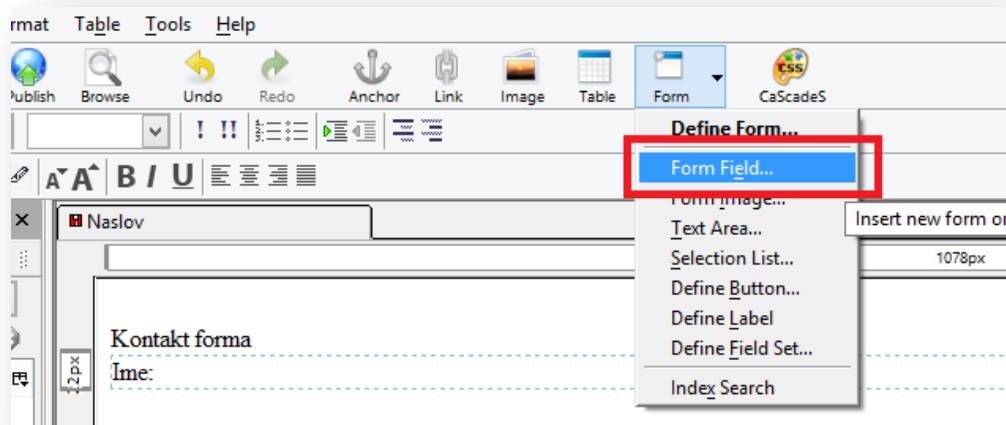 rmat Table Tools Help
Publish Browse Undo Redo Anchor Link Image Table Form CSS CaScadeS
! !!
A A B I U
Define Form...
Form Field...
Form Image...
Insert new form or
Text Area...
Selection List...
Define Button...
Define Label
Define Field Set...
Index Search
Naslov
1078px
Kontakt forma
Ime: